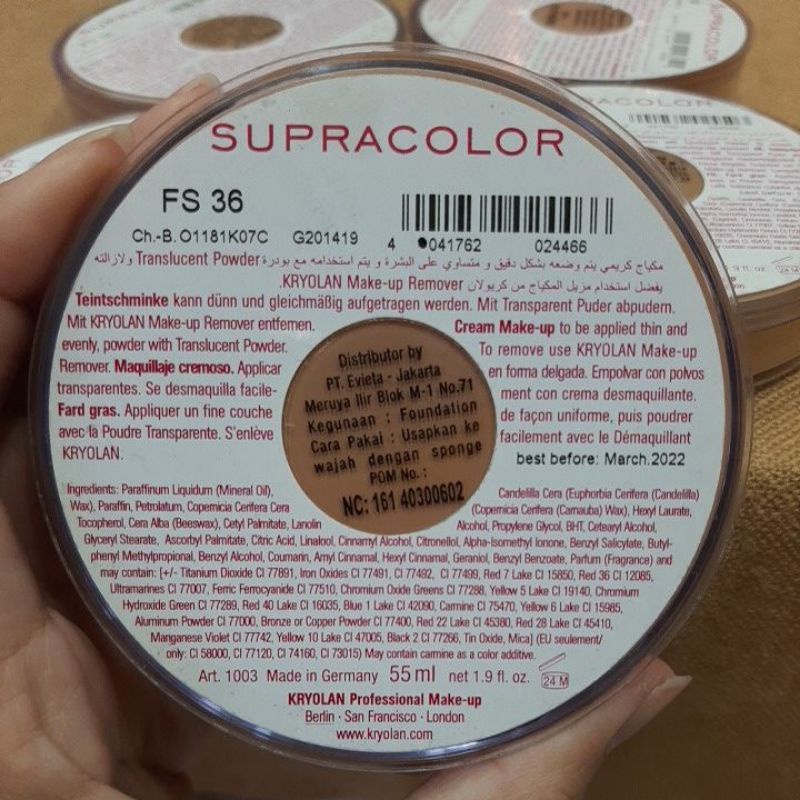 SUPRACOLOR
FS 36
Ch.-B. O1181K07C G201419 4 041762 024466
مكياج كريمي يتم وضعه بشكل دقيق و متساوي على البشرة و يتم استخدامه مع بودرة Translucent Powder ولازالته
يفضل استخدام مزيل المكياج من كريولان KRYOLAN Make-up Remover.
Teintschminke kann dünn und gleichmäßig aufgetragen werden. Mit Transparent Puder abpudern.
Mit KRYOLAN Make-up Remover entfernen. Cream Make-up to be applied thin and
evenly, powder with Translucent Powder. To remove use KRYOLAN Make-up
Remover. Maquillaje cremoso. Applicar en forma delgada. Empolvar con polvos
transparentes. Se desmaquilla facile- ment con crema desmaquillante.
Fard gras. Appliquer un fine couche de façon uniforme, puis poudrer
avec la Poudre Transparente. S'enlève facilement avec le Démaquillant
KRYOLAN. best before: March.2022
Distributor by
PT. Evieta - Jakarta
Meruya Ilir Blok M-1 No.71
Kegunaan : Foundation
Cara Pakai : Usapkan ke
wajah dengan sponge
POM No. :
NC: 161 40300602
Ingredients: Paraffinum Liquidum (Mineral Oil), Candelilla Cera (Euphorbia Cerifera (Candelilla)
Wax), Paraffin, Petrolatum, Copernicia Cerifera Cera (Copernicia Cerifera (Carnauba) Wax), Hexyl Laurate,
Tocopherol, Cera Alba (Beeswax), Cetyl Palmitate, Lanolin Alcohol, Propylene Glycol, BHT, Cetearyl Alcohol,
Glyceryl Stearate, Ascorbyl Palmitate, Citric Acid, Linalool, Cinnamyl Alcohol, Citronellol, Alpha-Isomethyl Ionone, Benzyl Salicylate, Butyl-
phenyl Methylpropional, Benzyl Alcohol, Coumarin, Amyl Cinnamal, Hexyl Cinnamal, Geraniol, Benzyl Benzoate, Parfum (Fragrance) and
may contain: [+/- Titanium Dioxide CI 77891, Iron Oxides CI 77491, CI 77492, CI 77499, Red 7 Lake CI 15850, Red 36 CI 12085,
Ultramarines CI 77007, Ferric Ferrocyanide CI 77510, Chromium Oxide Greens CI 77288, Yellow 5 Lake CI 19140, Chromium
Hydroxide Green CI 77289, Red 40 Lake CI 16035, Blue 1 Lake CI 42090, Carmine CI 75470, Yellow 6 Lake CI 15985,
Aluminum Powder CI 77000, Bronze or Copper Powder CI 77400, Red 22 Lake CI 45380, Red 28 Lake CI 45410,
Manganese Violet CI 77742, Yellow 10 Lake CI 47005, Black 2 CI 77266, Tin Oxide, Mica] (EU seulement/
only: CI 58000, CI 77120, CI 74160, CI 73015) May contain carmine as a color additive.
Art. 1003 Made in Germany 55 ml net 1.9 fl. oz. 24 M
KRYOLAN Professional Make-up
Berlin · San Francisco · London
www.kryolan.com
SUPRACOLOR
SUPRACOLOR